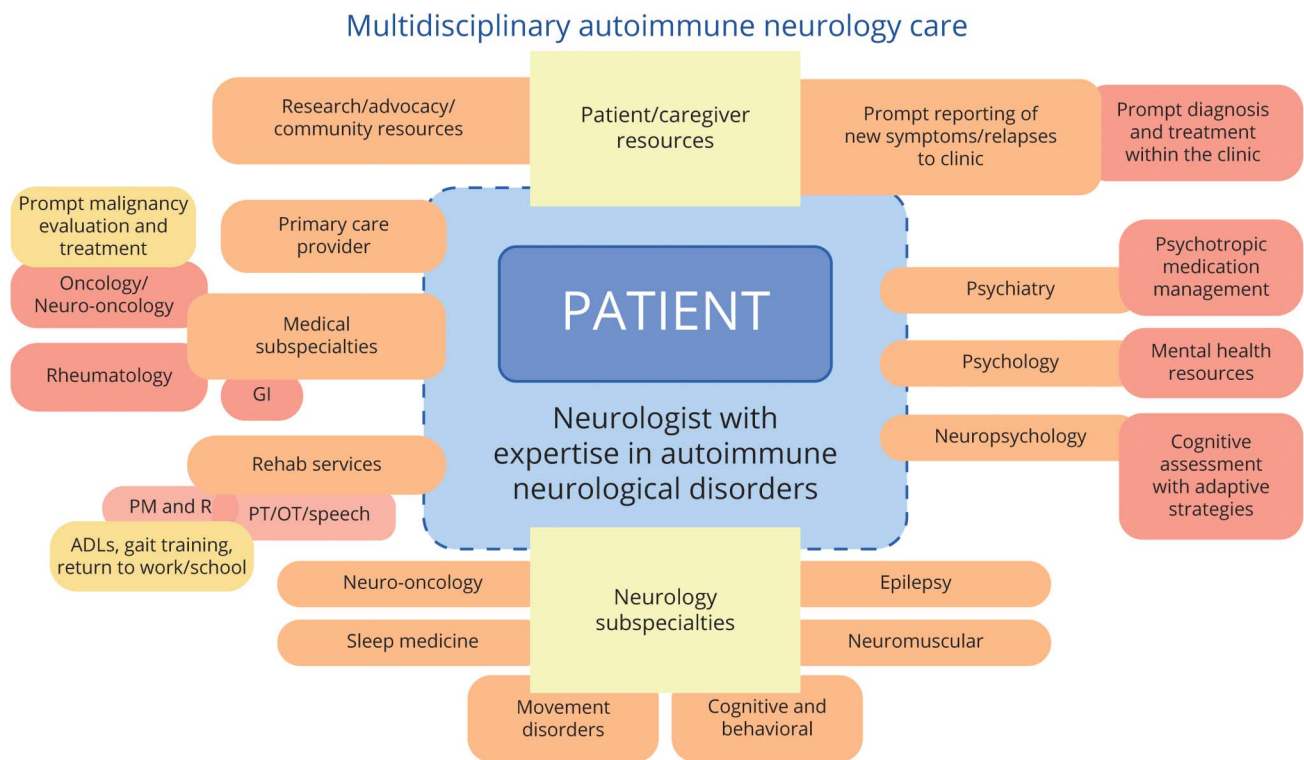 Multidisciplinary autoimmune neurology care
Research/advocacy/
community resources
Patient/caregiver
resources
Prompt reporting of
new symptoms/relapses
to clinic
Prompt diagnosis
and treatment
within the clinic
Prompt malignancy
evaluation and
treatment
Oncology/
Neuro-oncology
Rheumatology
GI
Primary care
provider
Medical
subspecialties
Rehab services
PM and R
PT/OT/speech
ADLs, gait training,
return to work/school
PATIENT
Neurologist with
expertise in autoimmune
neurological disorders
Psychiatry
Psychotropic
medication
management
Psychology
Mental health
resources
Neuropsychology
Cognitive
assessment
with adaptive
strategies
Neurology
subspecialties
Neuro-oncology
Epilepsy
Sleep medicine
Neuromuscular
Movement
disorders
Cognitive and
behavioral